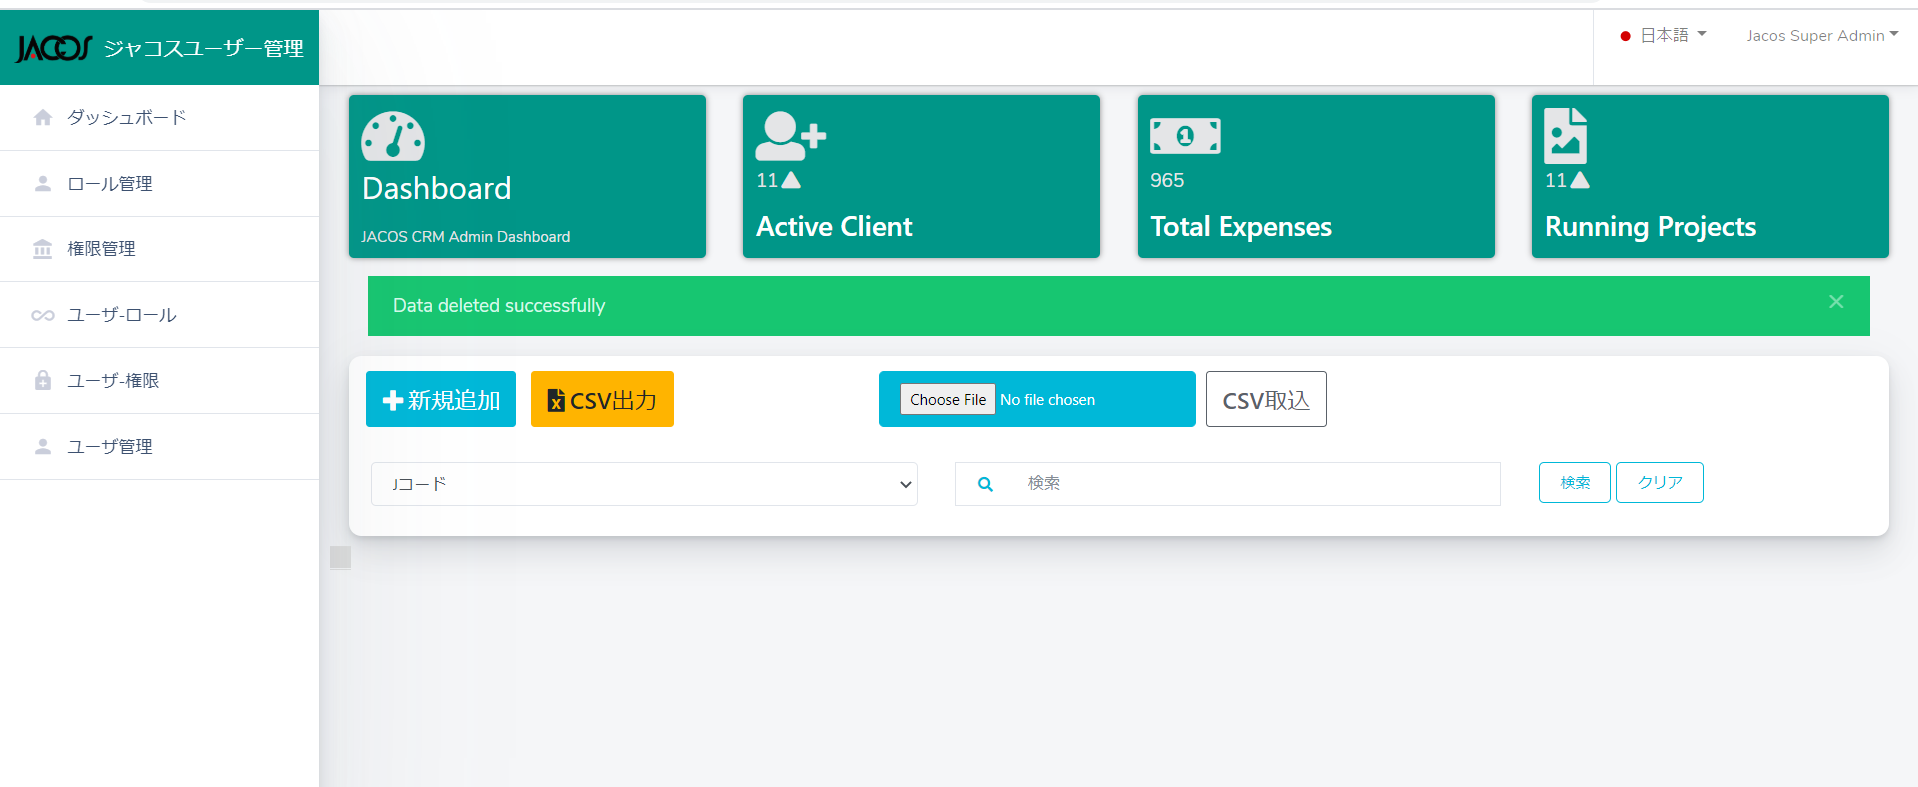 JACOS ジャコスユーザー管理
日本語
Jacos Super Admin
ダッシュボード
ロール管理
権限管理
ユーザ-ロール
ユーザ-権限
ユーザ管理
Dashboard
JACOS CRM Admin Dashboard
11
Active Client
1
965
Total Expenses
11
Running Projects
Data deleted successfully
×
新規追加
X CSV出力
Choose File No file chosen
CSV取込
Jコード
検索
検索
クリア